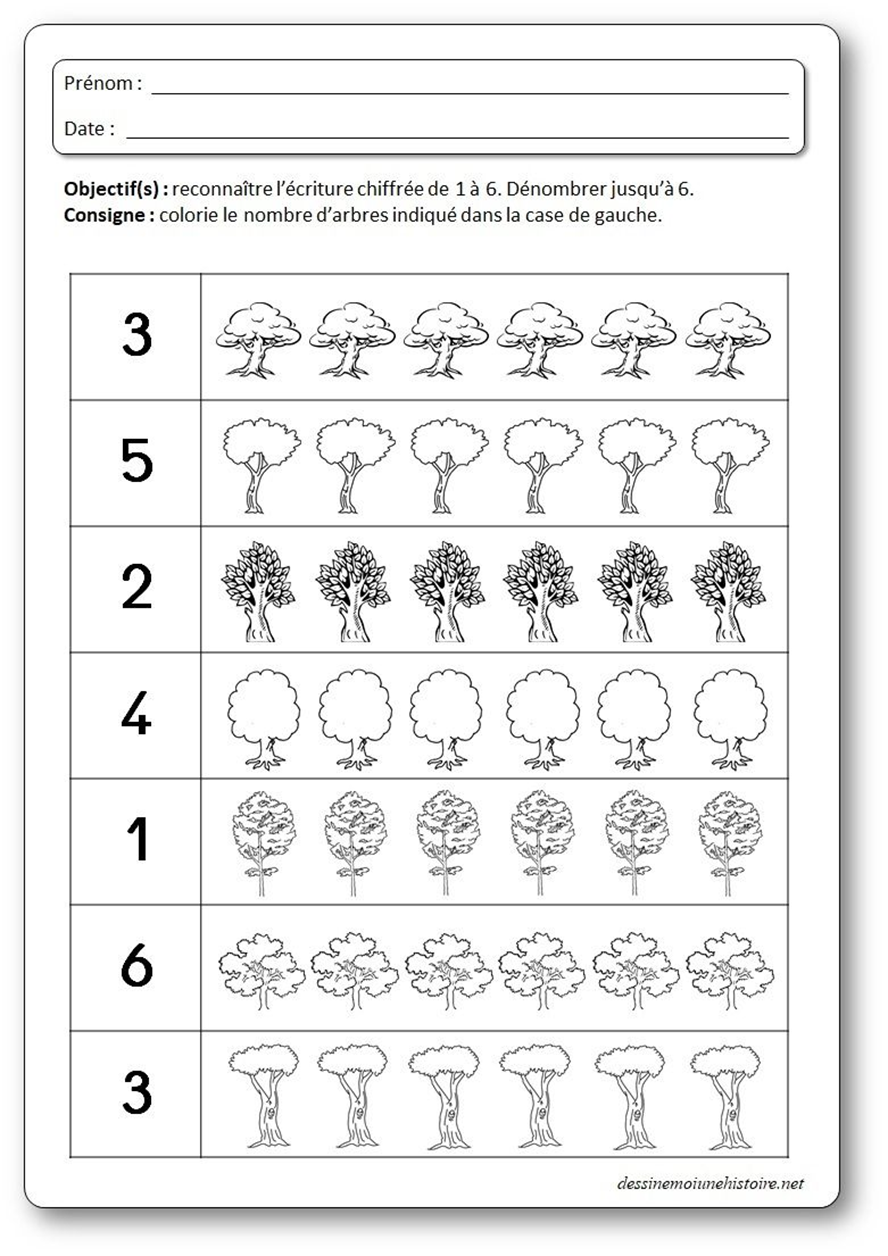 Prénom :
Date :
Objectif(s) : reconnaître l’écriture chiffrée de 1 à 6. Dénombrer jusqu’à 6.
Consigne : colorie le nombre d’arbres indiqué dans la case de gauche.
3
5
2
4
1
6
3
dessinemoiunehistoire.net